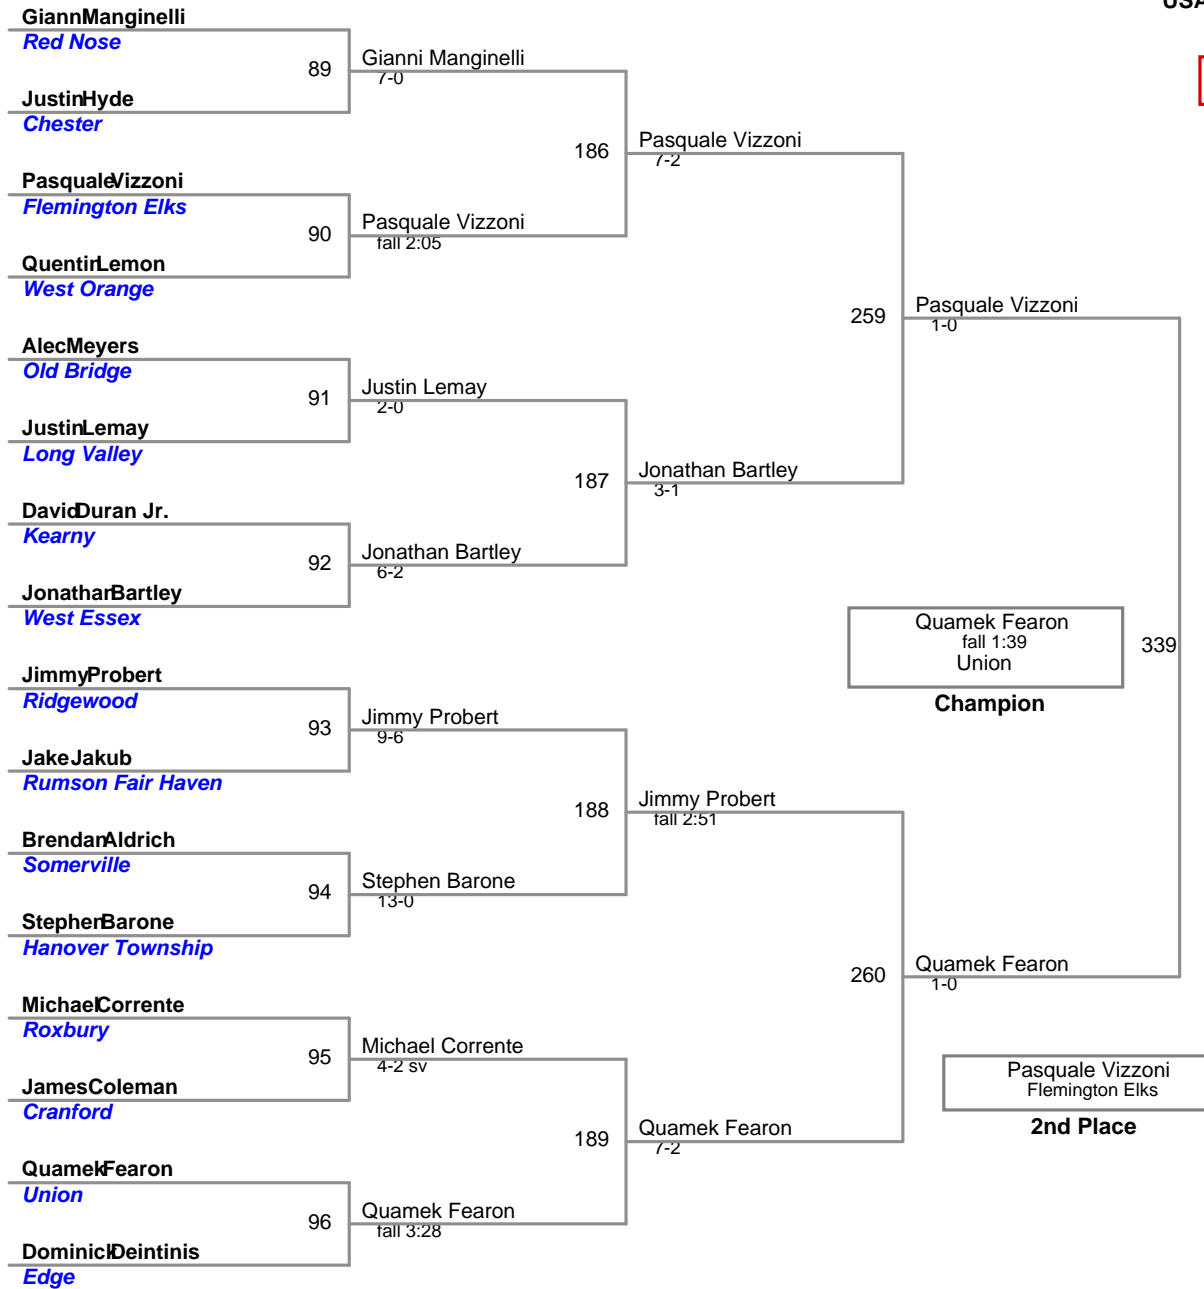 USA
GianniManginelli
Red Nose
89
Gianni Manginelli
7-0
JustinHyde
Chester
186
Pasquale Vizzoni
7-2
PasqualeVizzoni
Flemington Elks
90
Pasquale Vizzoni
fall 2:05
QuentinLemon
West Orange
259
Pasquale Vizzoni
1-0
AlecMeyers
Old Bridge
91
Justin Lemay
2-0
JustinLemay
Long Valley
187
Jonathan Bartley
3-1
DavidDuran Jr.
Kearny
92
Jonathan Bartley
6-2
JonathanBartley
West Essex
Quamek Fearon
fall 1:39
Union
Champion
339
JimmyProbert
Ridgewood
93
Jimmy Probert
9-6
JakeJakub
Rumson Fair Haven
188
Jimmy Probert
fall 2:51
BrendanAldrich
Somerville
94
Stephen Barone
13-0
StephenBarone
Hanover Township
260
Quamek Fearon
1-0
MichaelCorrente
Roxbury
95
Michael Corrente
4-2 sv
JamesColeman
Cranford
Pasquale Vizzoni
Flemington Elks
2nd Place
189
Quamek Fearon
7-2
QuamekFearon
Union
96
Quamek Fearon
fall 3:28
DominickDeintinis
Edge